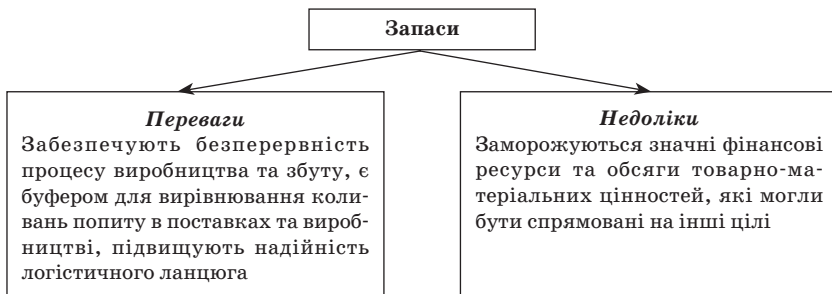 Запаси
Переваги
Забезпечують безперервність
процесу виробництва та збуту, є
буфером для вирівнювання коли-
вань попиту в поставках та вироб-
ництві, підвищують надійність
логістичного ланцюга
Недоліки
Заморожуються значні фінансові
ресурси та обсяги товарно-ма-
теріальних цінностей, які могли
бути спрямовані на інші цілі